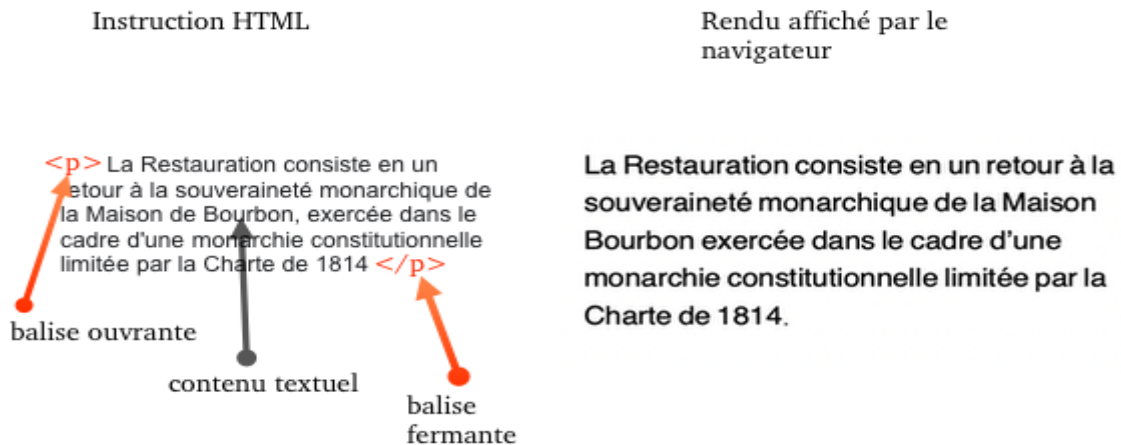 Instruction HTML
Rendu affiché par le
navigateur
<p> La Restauration consiste en un
retour à la souveraineté monarchique de
la Maison de Bourbon, exercée dans le
cadre d'une monarchie constitutionnelle
limitée par la Charte de 1814 </p>
balise ouvrante
contenu textuel
balise
fermante
La Restauration consiste en un retour à la
souveraineté monarchique de la Maison
Bourbon exercée dans le cadre d’une
monarchie constitutionnelle limitée par la
Charte de 1814.